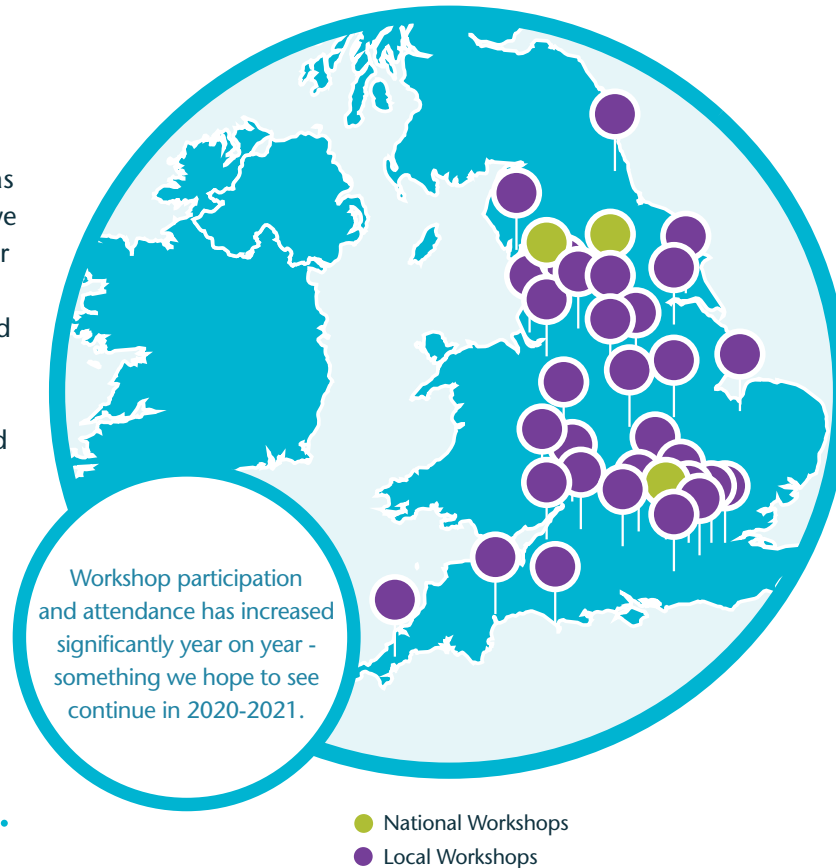 Workshop participation
and attendance has increased
significantly year on year -
something we hope to see
continue in 2020-2021.
National Workshops
Local Workshops